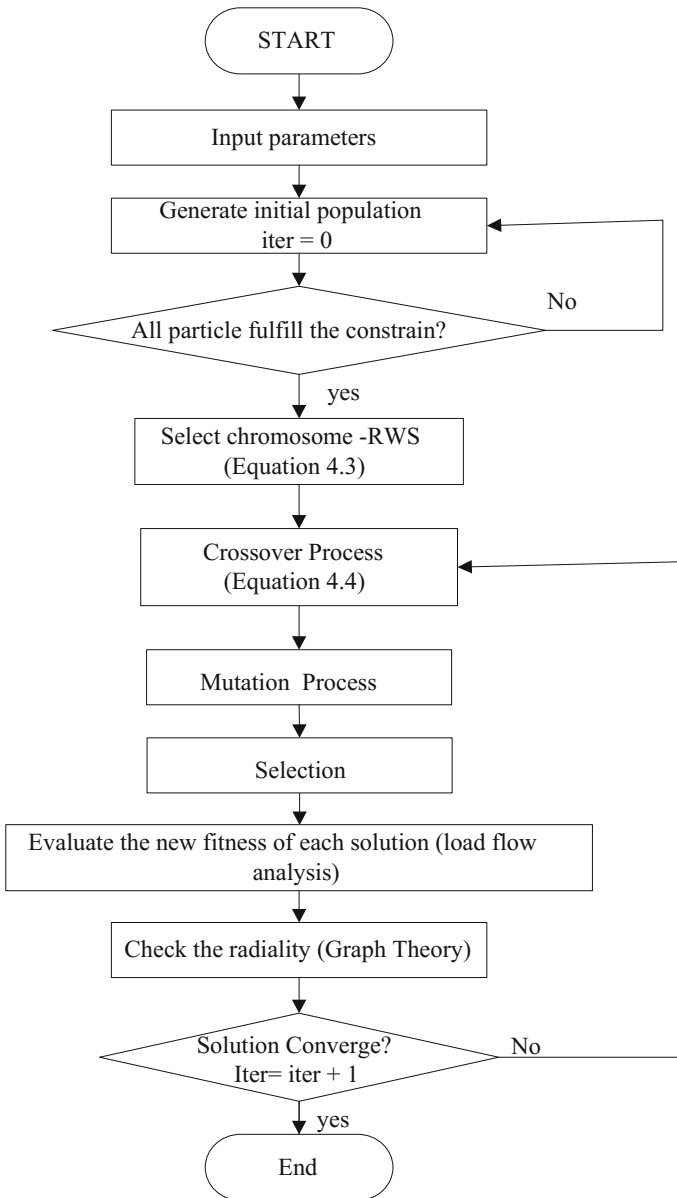 START
Input parameters
Generate initial population
iter = 0
No
All particle fulfill the constrain?
yes
Select chromosome -RWS
(Equation 4.3)
Crossover Process
(Equation 4.4)
Mutation Process
Selection
Evaluate the new fitness of each solution (load flow
analysis)
Check the radiality (Graph Theory)
Solution Converge?
Iter= iter + 1
No
yes
End